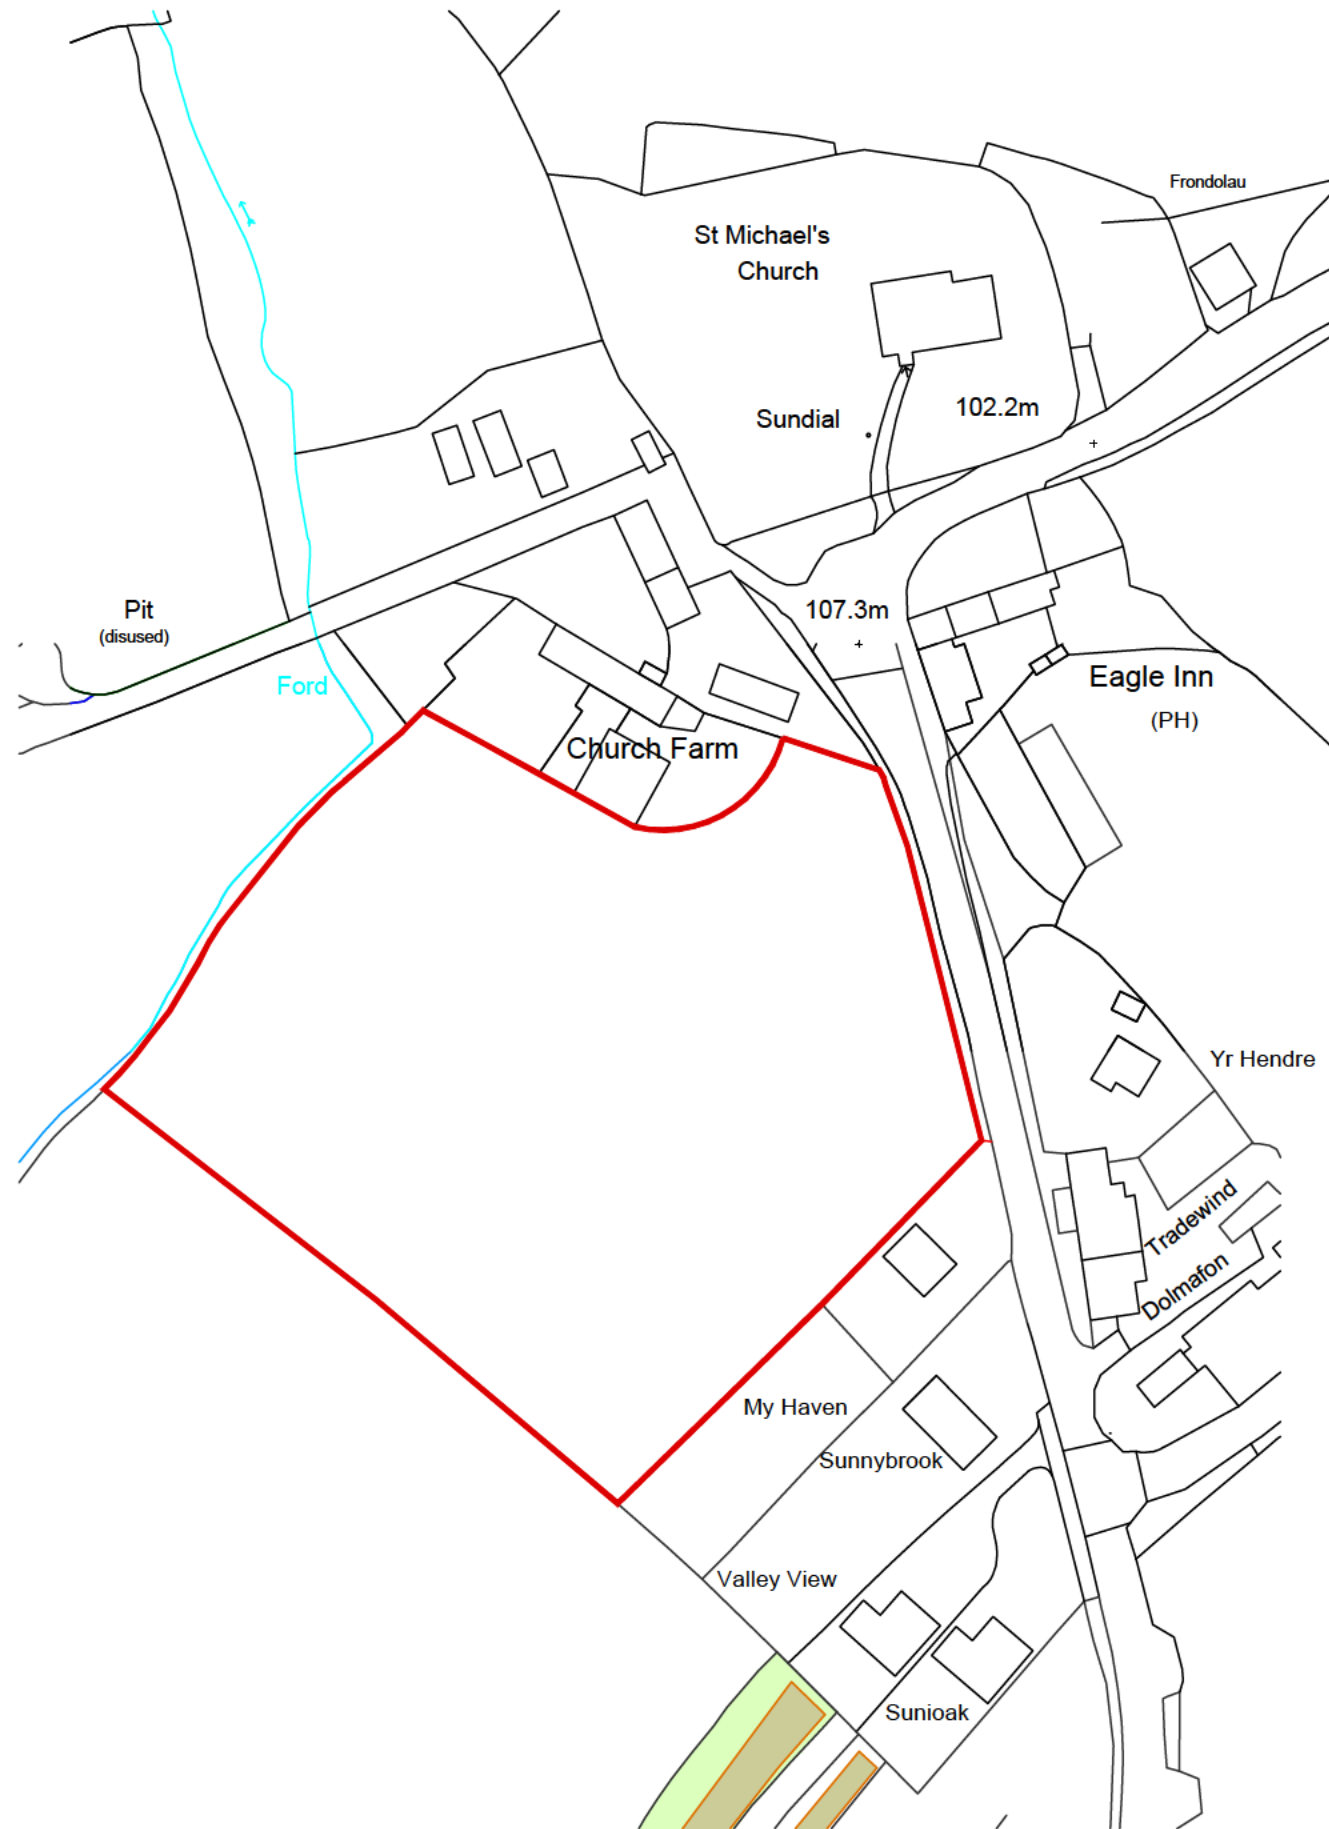 Frondolau
St Michael's
Church
Sundial
102.2m
Pit
(disused)
107.3m
Ford
Eagle Inn
(PH)
Church Farm
Yr Hendre
Tradewind
Dolmafon
My Haven
Sunnybrook
Valley View
Sunioak